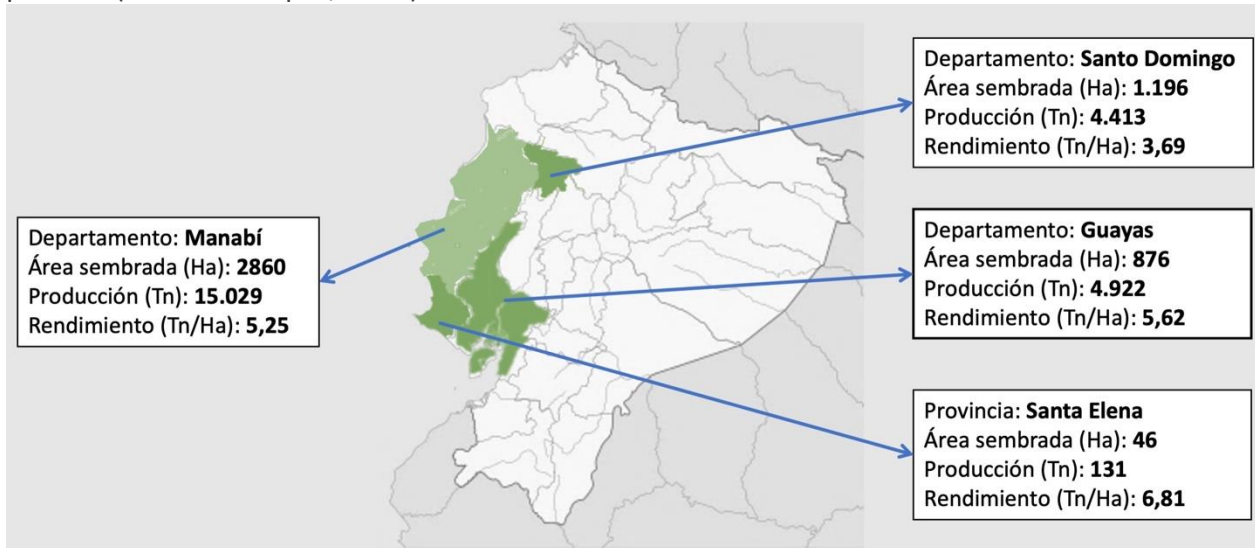 Departamento: Santo Domingo
Área sembrada (Ha): 1.196
Producción (Tn): 4.413
Rendimiento (Tn/Ha): 3,69
Departamento: Manabí
Área sembrada (Ha): 2860
Producción (Tn): 15.029
Rendimiento (Tn/Ha): 5,25
Departamento: Guayas
Área sembrada (Ha): 876
Producción (Tn): 4.922
Rendimiento (Tn/Ha): 5,62
Provincia: Santa Elena
Área sembrada (Ha): 46
Producción (Tn): 131
Rendimiento (Tn/Ha): 6,81